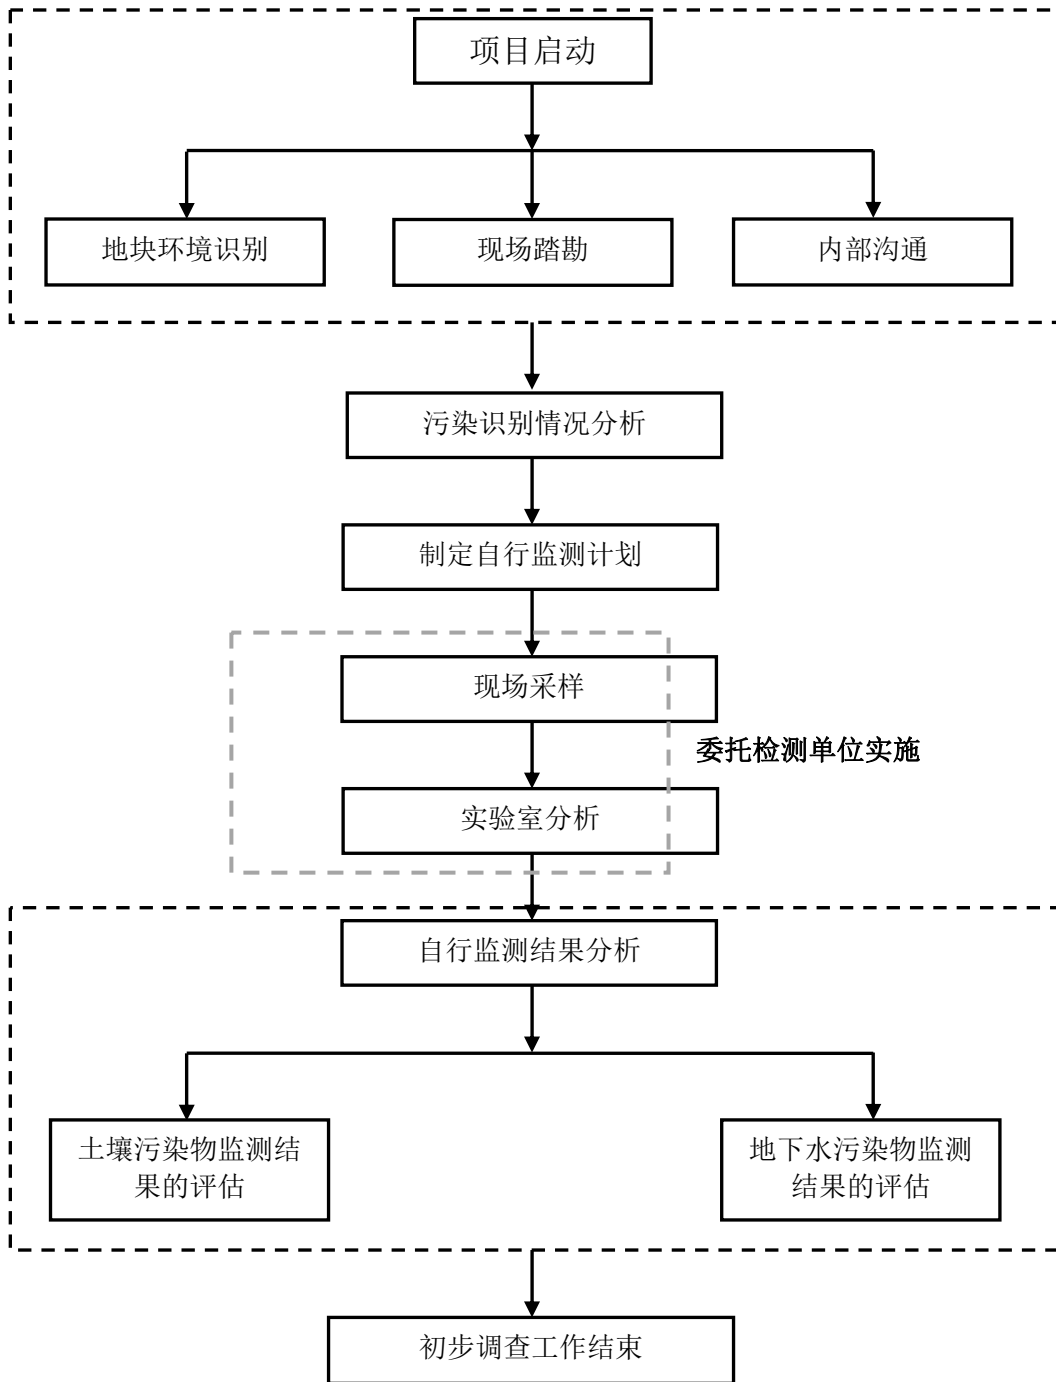 项目启动
地块环境识别
现场踏勘
内部沟通
污染识别情况分析
制定自行监测计划
现场采样
委托检测单位实施
实验室分析
自行监测结果分析
土壤污染物监测结
果的评估
地下水污染物监测
结果的评估
初步调查工作结束